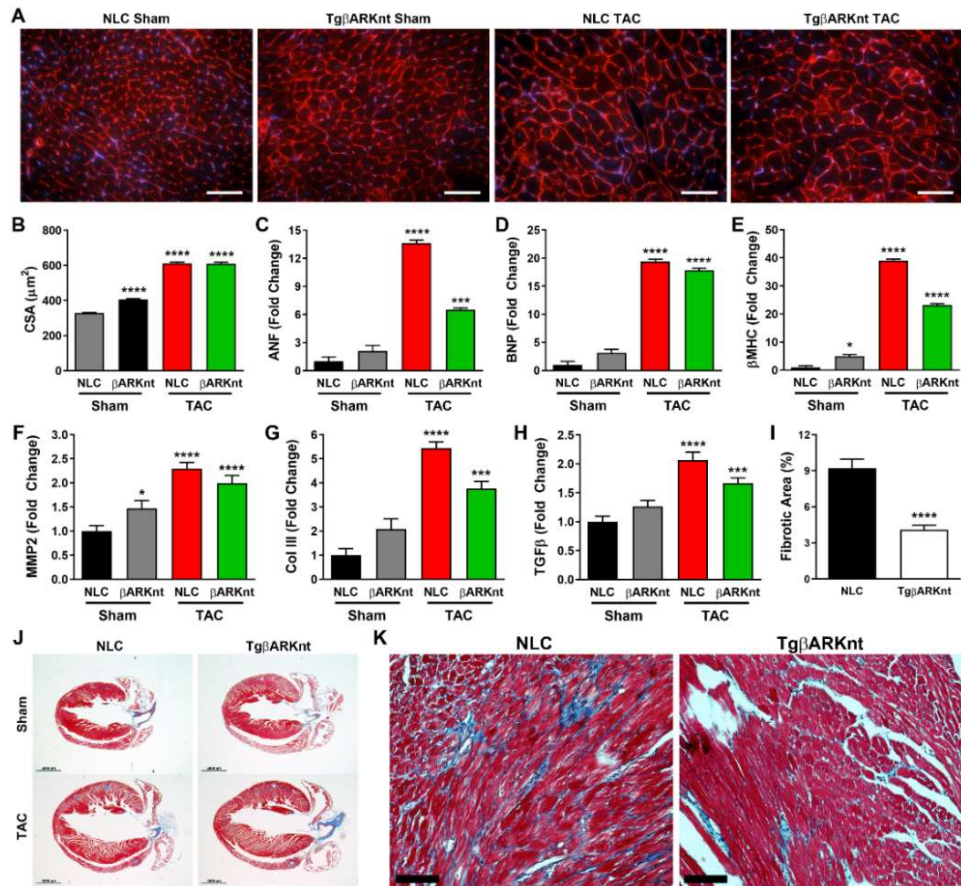 A
NLC Sham
TgβARKnt Sham
NLC TAC
TgβARKnt TAC
B
CSA (μm²)
800
600
400
200
0
****
****
****
NLC βARKnt NLC βARKnt
Sham TAC
C
ANF (Fold Change)
15
12
9
6
3
0
****
***
NLC βARKnt NLC βARKnt
Sham TAC
D
BNP (Fold Change)
25
20
15
10
5
0
****
****
NLC βARKnt NLC βARKnt
Sham TAC
E
βMHC (Fold Change)
50
40
30
20
10
0
*
****
****
NLC βARKnt NLC βARKnt
Sham TAC
F
MMP2 (Fold Change)
2.5
2.0
1.5
1.0
0.5
0.0
*
****
****
NLC βARKnt NLC βARKnt
Sham TAC
G
Col III (Fold Change)
6
5
4
3
2
1
0
****
***
NLC βARKnt NLC βARKnt
Sham TAC
H
TGFβ (Fold Change)
2.5
2.0
1.5
1.0
0.5
0.0
****
***
NLC βARKnt NLC βARKnt
Sham TAC
I
Fibrotic Area (%)
12
9
6
3
0
****
NLC TgβARKnt
J
NLC TgβARKnt
Sham
TAC
K
NLC
TgβARKnt